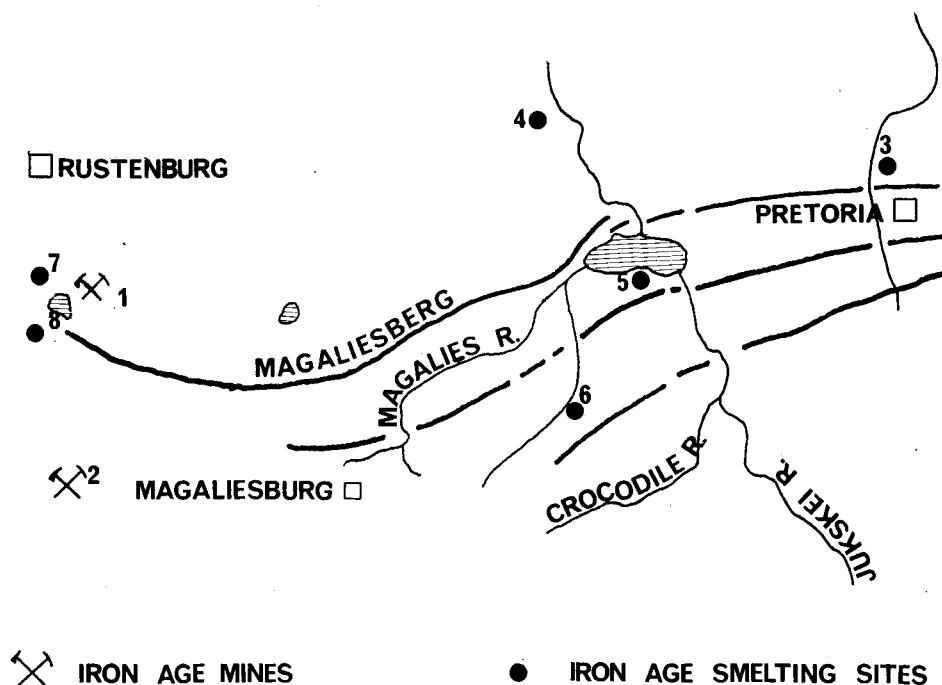 4
3
RUSTENBURG
PRETORIA
7
1
5
8
MAGALIESBERG
MAGALIES R.
6
2
MAGALIESBURG
CROCODILE R.
JUKSKEI R.
IRON AGE MINES
IRON AGE SMELTING SITES